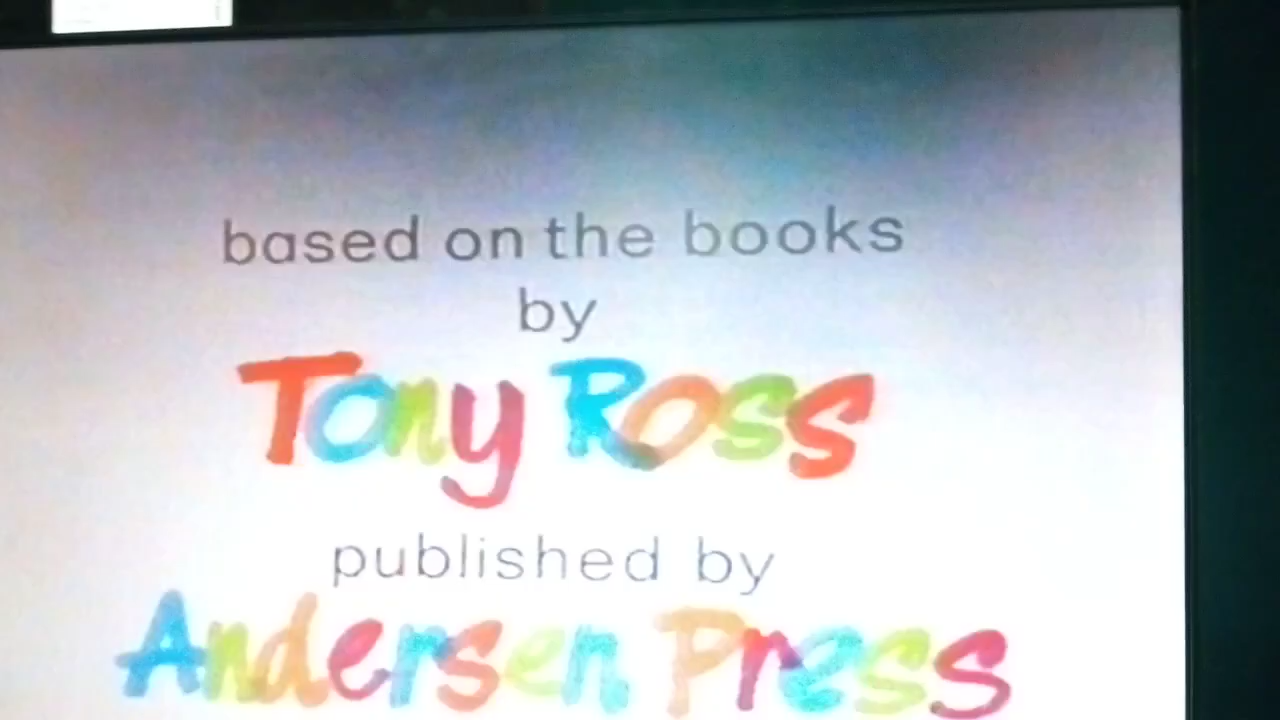 based on the books
by
Tony Ross
published by
Andersen Press